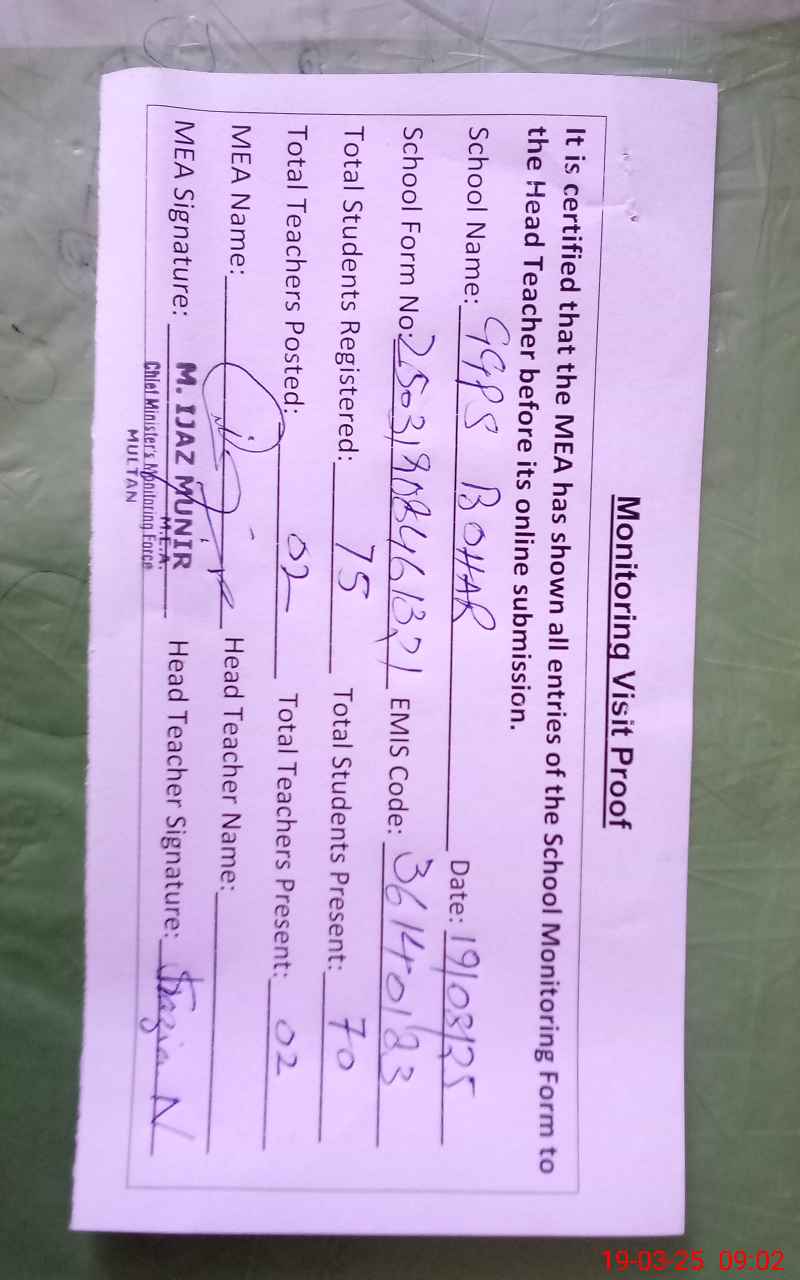 Monitoring Visit Proof
It is certified that the MEA has shown all entries of the School Monitoring Form to
the Head Teacher before its online submission.
School Name: GGPS BOHAR Date: 19/03/25
School Form No: EMIS Code: 36140123
Total Students Registered: 75 Total Students Present: 70
Total Teachers Posted: 02 Total Teachers Present: 02
MEA Name: Head Teacher Name:
MEA Signature: Head Teacher Signature: Shazia N
M. IJAZ MUNIR
M.E.A.
Chief Minister's Monitoring Force
MULTAN
19-03-25 09:02